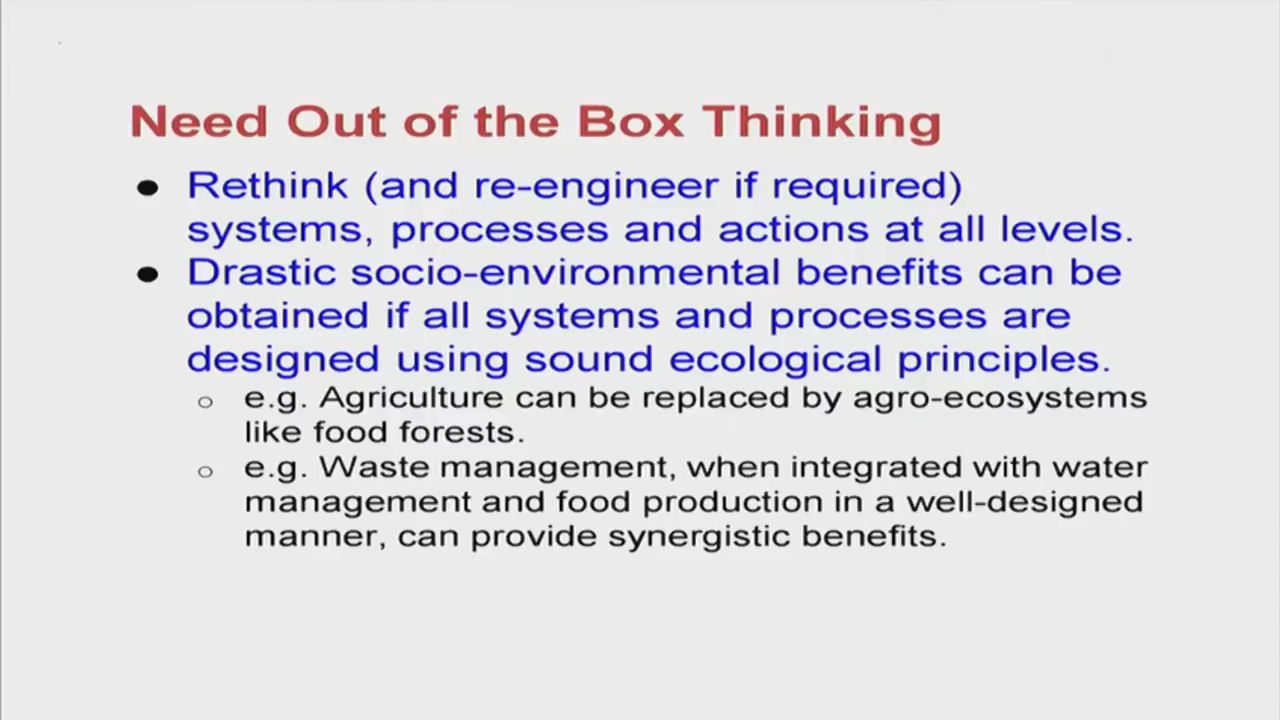 Need Out of the Box Thinking
● Rethink (and re-engineer if required)
systems, processes and actions at all levels.
● Drastic socio-environmental benefits can be
obtained if all systems and processes are
designed using sound ecological principles.
○ e.g. Agriculture can be replaced by agro-ecosystems
like food forests.
○ e.g. Waste management, when integrated with water
management and food production in a well-designed
manner, can provide synergistic benefits.